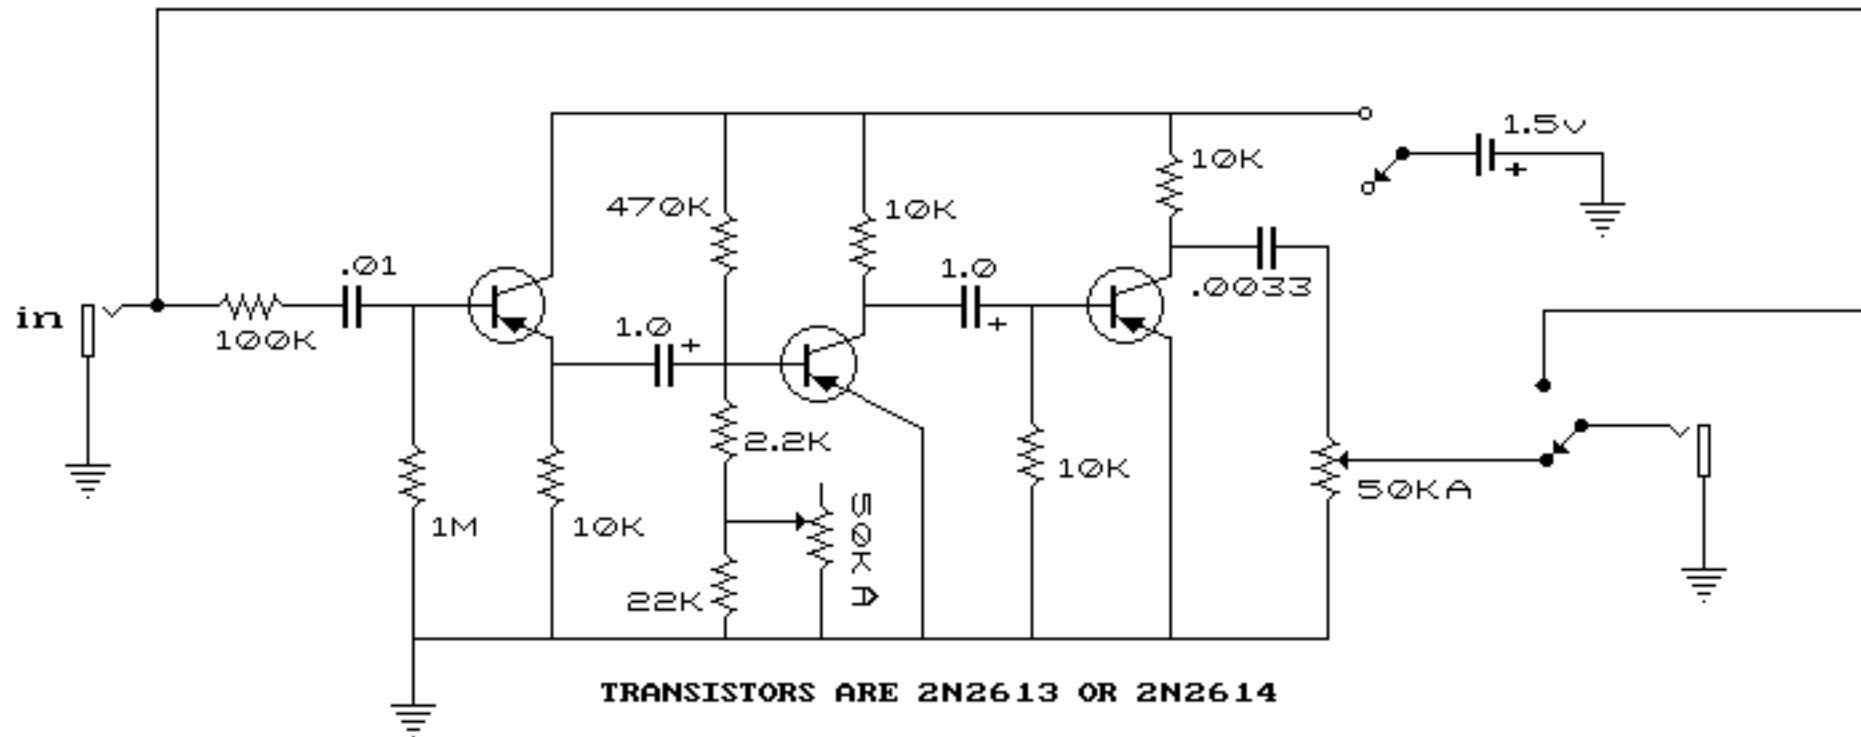 1.5v
+
10K
470K
10K
.01
1.0
+
.0033
in
100K
1.0
+
2.2K
10K
50KA
1M
10K
50KA
22K
TRANSISTORS ARE 2N2613 OR 2N2614